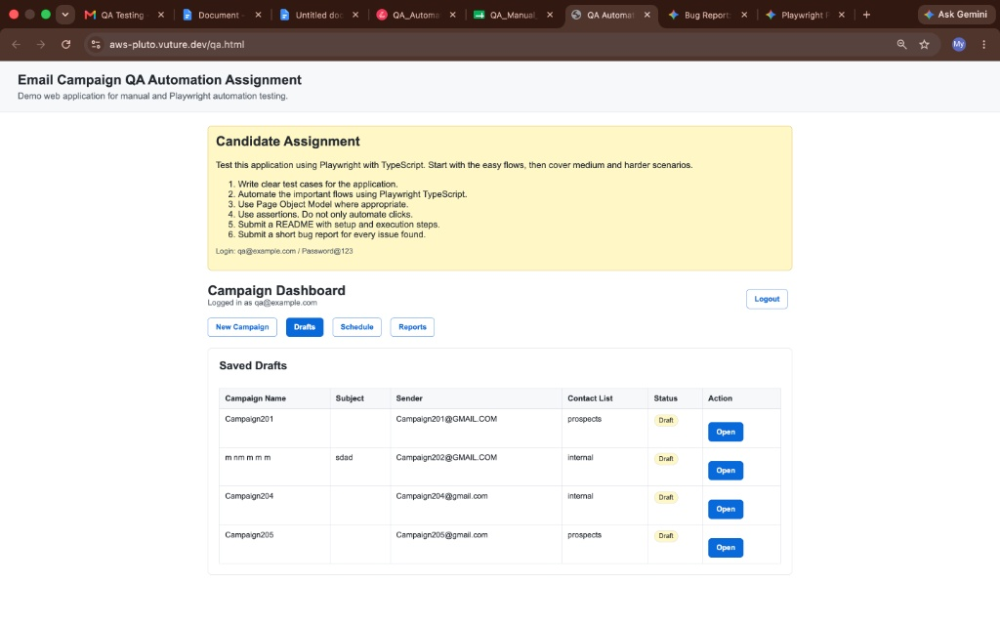 QA Testing
Document
Untitled doc
QA_Automa
QA_Manual
QA Automat
Bug Report
Playwright
Ask Gemini
aws-pluto.vuture.dev/qa.html
My
Email Campaign QA Automation Assignment
Demo web application for manual and Playwright automation testing.
Candidate Assignment
Test this application using Playwright with TypeScript. Start with the easy flows, then cover medium and harder scenarios.
1. Write clear test cases for the application.
2. Automate the important flows using Playwright TypeScript.
3. Use Page Object Model where appropriate.
4. Use assertions. Do not only automate clicks.
5. Submit a README with setup and execution steps.
6. Submit a short bug report for every issue found.
Login: qa@example.com / Password@123
Campaign Dashboard
Logged in as qa@example.com
Logout
New Campaign Drafts Schedule Reports
Saved Drafts
Campaign Name Subject Sender Contact List Status Action
Campaign201 Campaign201@GMAIL.COM prospects Draft Open
m nm m m m sdad Campaign202@GMAIL.COM internal Draft Open
Campaign204 Campaign204@gmail.com internal Draft Open
Campaign205 Campaign205@gmail.com prospects Draft Open